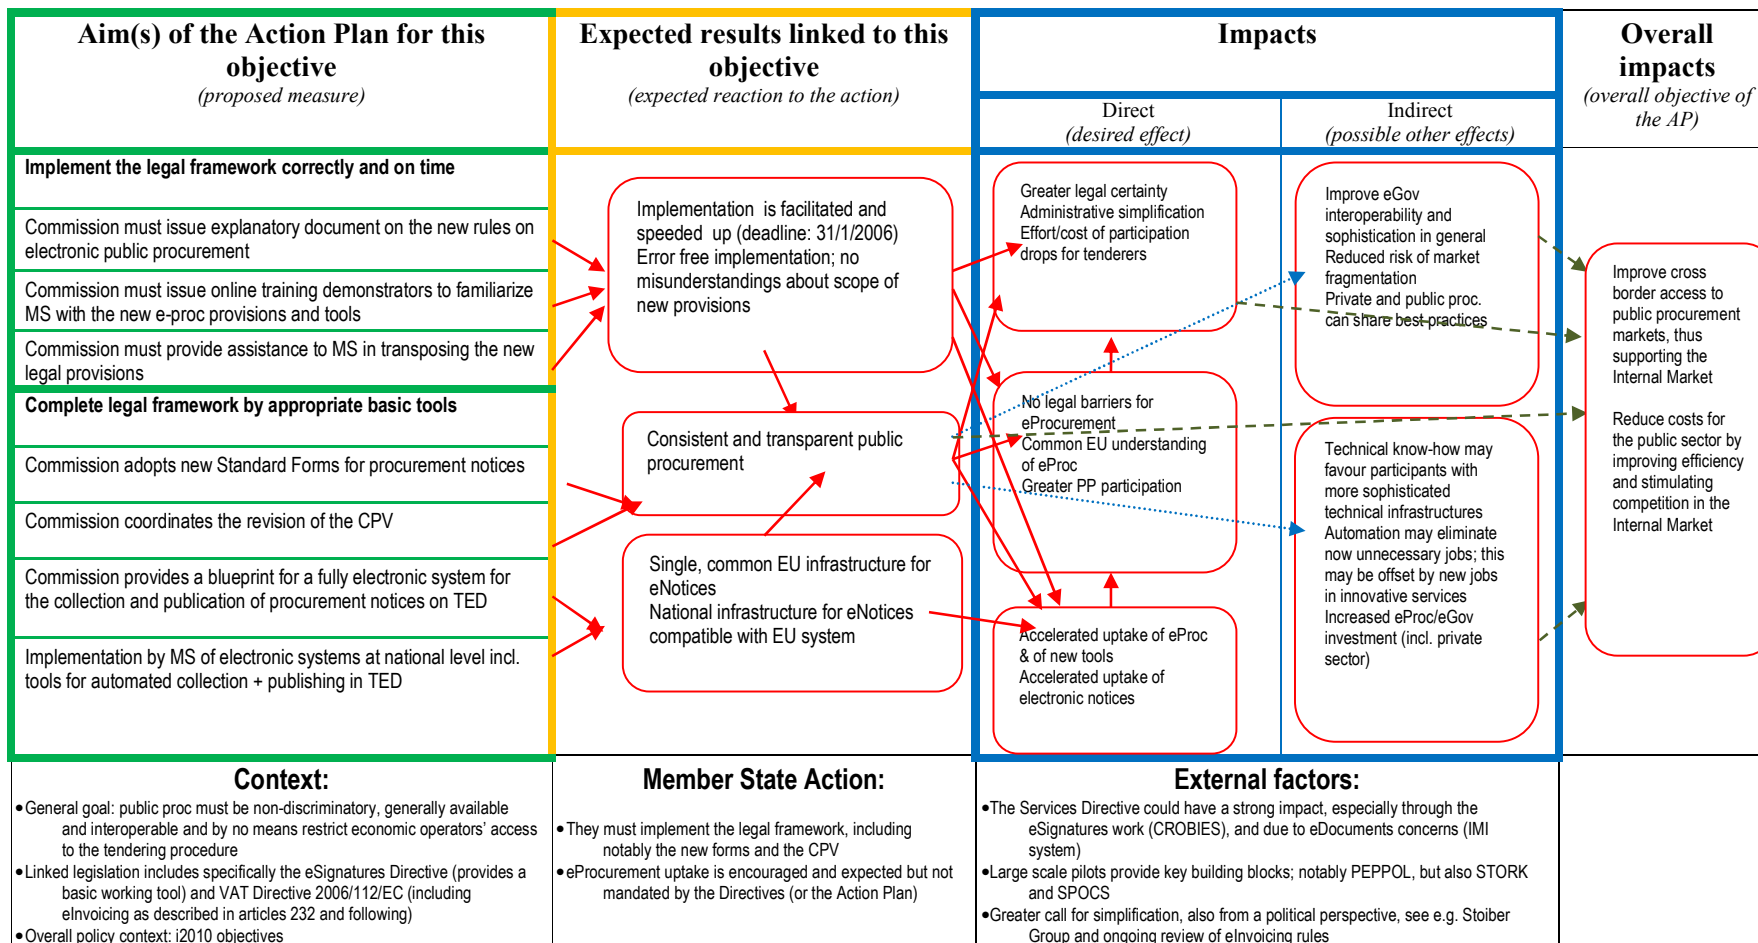 Aim(s) of the Action Plan for this
objective
(proposed measure)
Expected results linked to this
objective
(expected reaction to the action)
Impacts
Direct
(desired effect)
Indirect
(possible other effects)
Overall
impacts
(overall objective of
the AP)
Implement the legal framework correctly and on time
Commission must issue explanatory document on the new rules on
electronic public procurement
Commission must issue online training demonstrators to familiarize
MS with the new e-proc provisions and tools
Commission must provide assistance to MS in transposing the new
legal provisions
Complete legal framework by appropriate basic tools
Commission adopts new Standard Forms for procurement notices
Commission coordinates the revision of the CPV
Commission provides a blueprint for a fully electronic system for
the collection and publication of procurement notices on TED
Implementation by MS of electronic systems at national level incl.
tools for automated collection + publishing in TED
Implementation is facilitated and
speeded up (deadline: 31/1/2006)
Error free implementation; no
misunderstandings about scope of
new provisions
Consistent and transparent public
procurement
Single, common EU infrastructure for
eNotices
National infrastructure for eNotices
compatible with EU system
Greater legal certainty
Administrative simplification
Effort/cost of participation
drops for tenderers
No legal barriers for
eProcurement
Common EU understanding
of eProc
Greater PP participation
Accelerated uptake of eProc
& of new tools
Accelerated uptake of
electronic notices
Improve eGov
interoperability and
sophistication in general
Reduced risk of market
fragmentation
Private and public proc.
can share best practices
Technical know-how may
favour participants with
more sophisticated
technical infrastructures
Automation may eliminate
now unnecessary jobs; this
may be offset by new jobs
in innovative services
Increased eProc/eGov
investment (incl. private
sector)
Improve cross
border access to
public procurement
markets, thus
supporting the
Internal Market
Reduce costs for
the public sector by
improving efficiency
and stimulating
competition in the
Internal Market
Context:
•General goal: public proc must be non-discriminatory, generally available
and interoperable and by no means restrict economic operators' access
to the tendering procedure
•Linked legislation includes specifically the eSignatures Directive (provides a
basic working tool) and VAT Directive 2006/112/EC (including
eInvoicing as described in articles 232 and following)
•Overall policy context: i2010 objectives
Member State Action:
•They must implement the legal framework, including
notably the new forms and the CPV
•eProcurement uptake is encouraged and expected but not
mandated by the Directives (or the Action Plan)
External factors:
•The Services Directive could have a strong impact, especially through the
eSignatures work (CROBIES), and due to eDocuments concerns (IMI
system)
•Large scale pilots provide key building blocks; notably PEPPOL, but also STORK
and SPOCS
•Greater call for simplification, also from a political perspective, see e.g. Stoiber
Group and ongoing review of eInvoicing rules